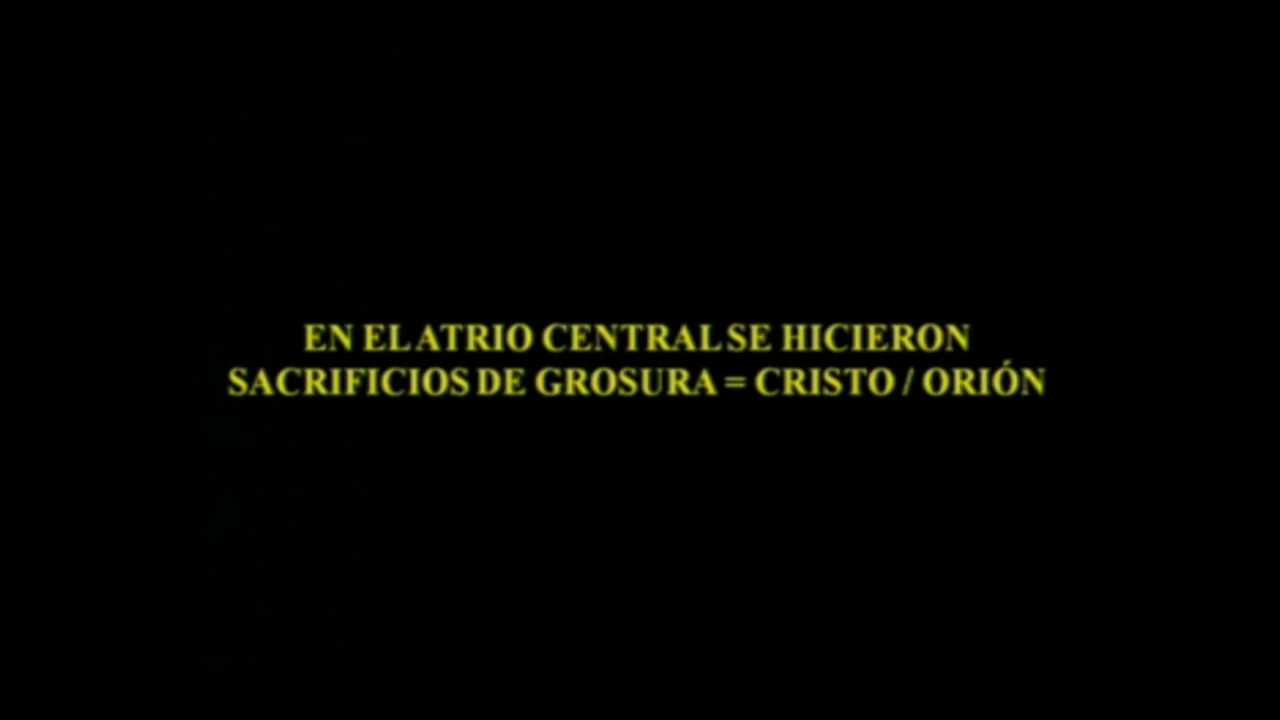 EN EL ATRIO CENTRAL SE HICIERON
SACRIFICIOS DE GROSURA = CRISTO / ORIÓN